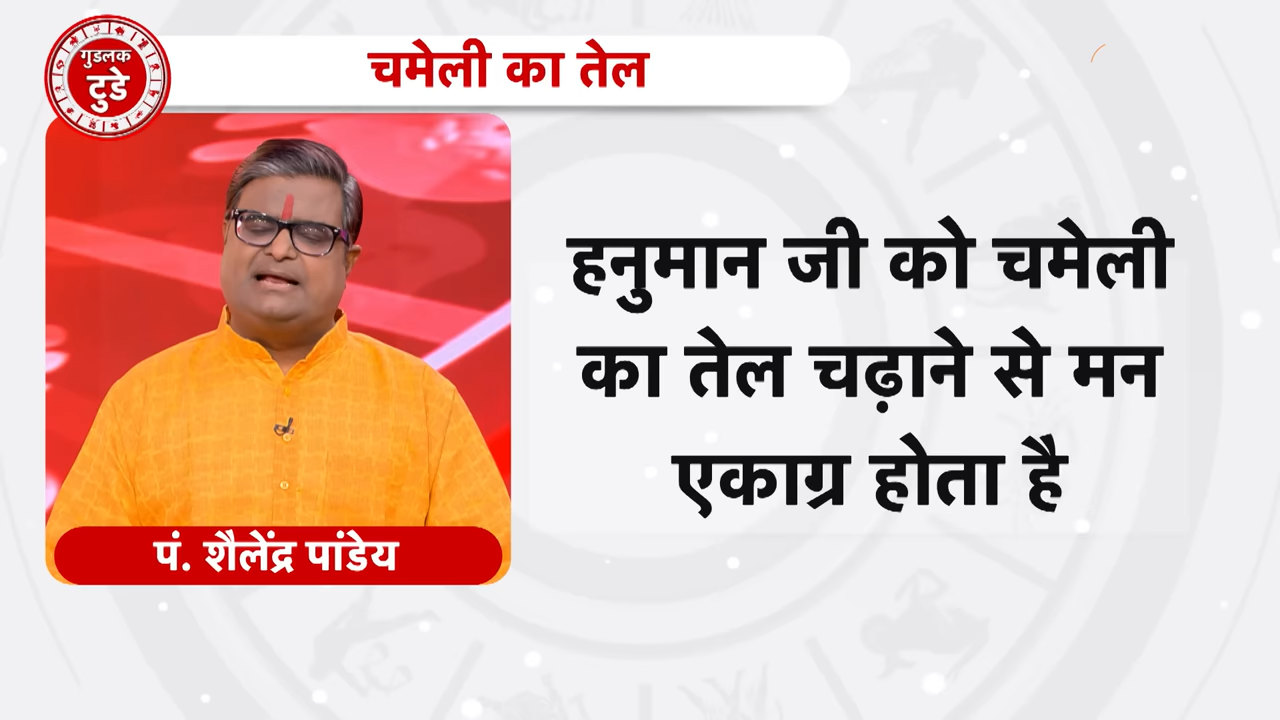 गुडलक
टुडे
चमेली का तेल
हनुमान जी को चमेली
का तेल चढ़ाने से मन
एकाग्र होता है
पं. शैलेंद्र पांडेय